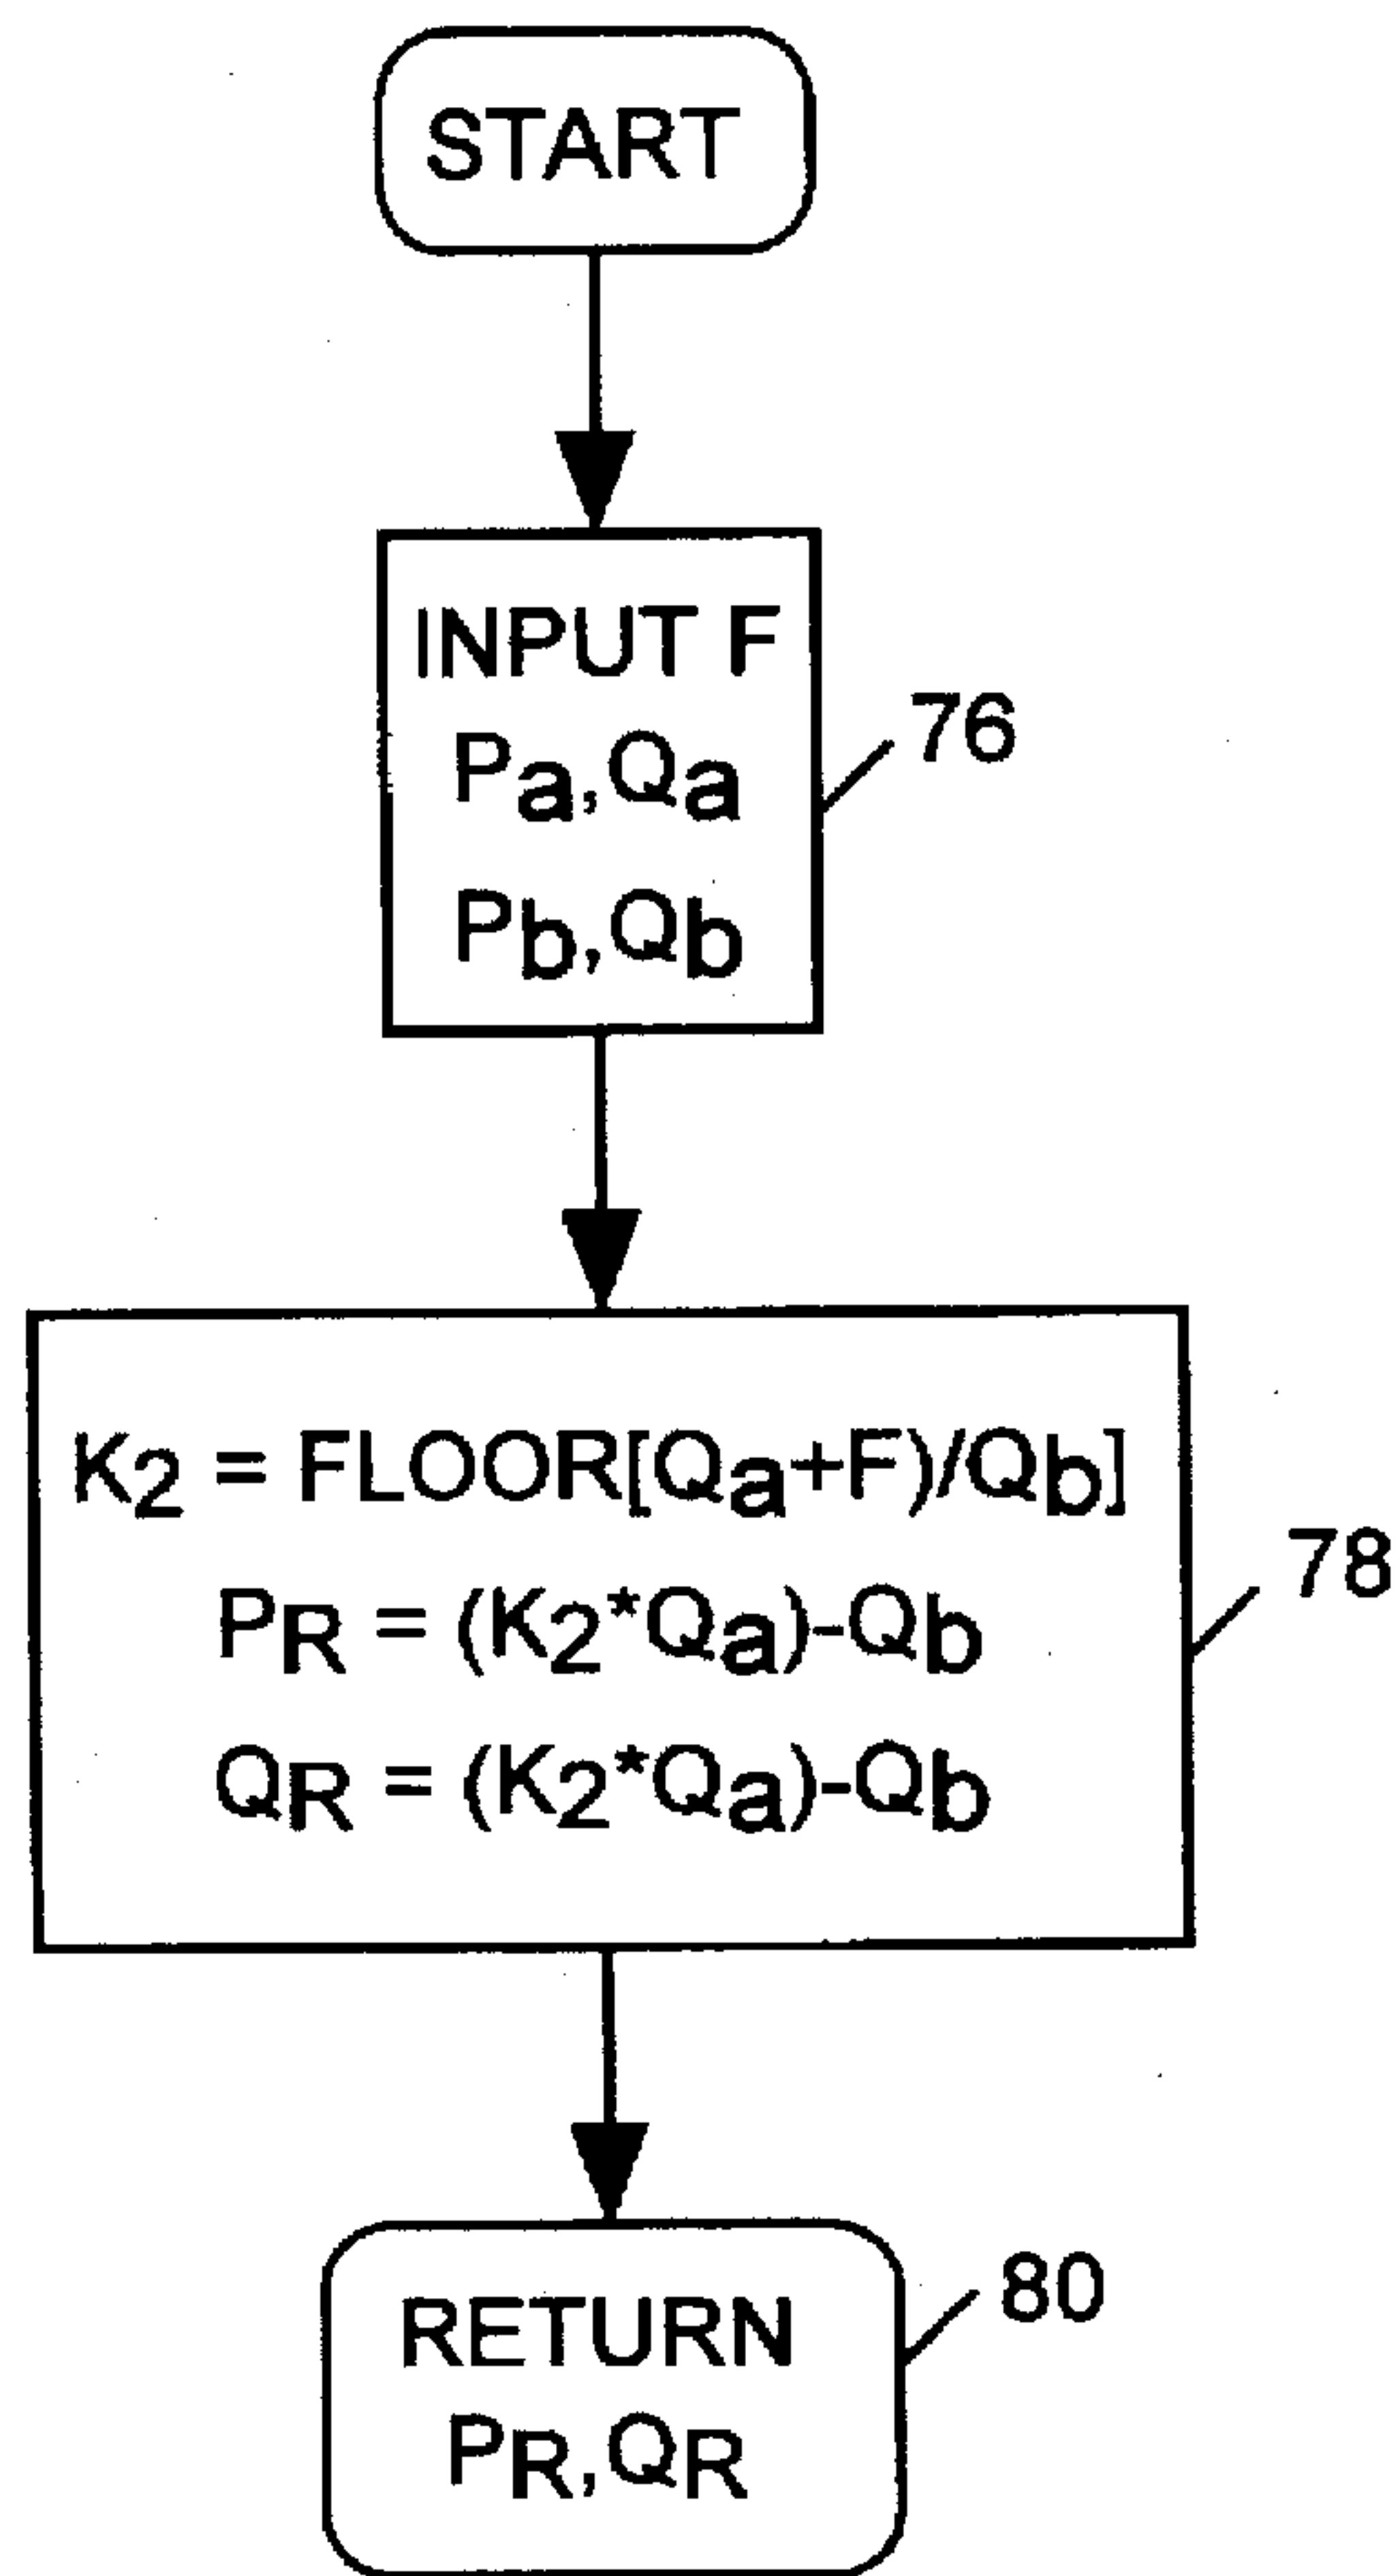 START
INPUT F
Pa,Qa
Pb,Qb
76
K2 = FLOOR[Qa+F)/Qb]
PR = (K2*Qa)-Qb
QR = (K2*Qa)-Qb
78
RETURN
PR,QR
80